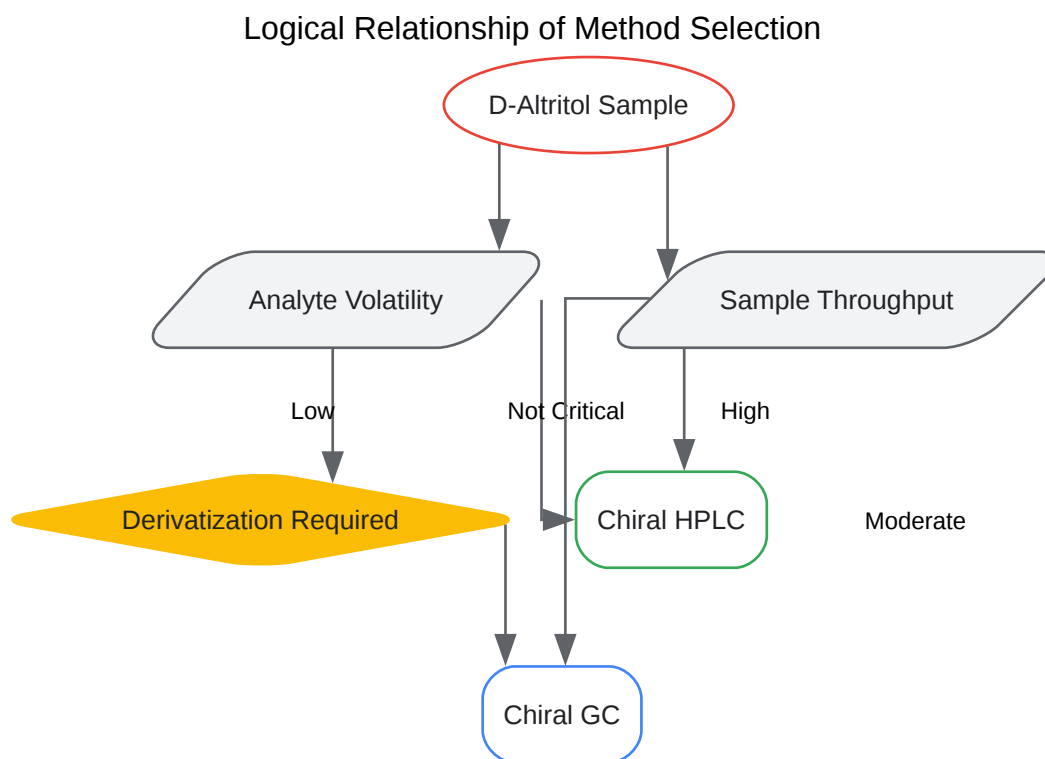 Logical Relationship of Method Selection
D-Altritol Sample
Analyte Volatility
Sample Throughput
Low
Not Critical
High
Derivatization Required
Chiral HPLC
Moderate
Chiral GC